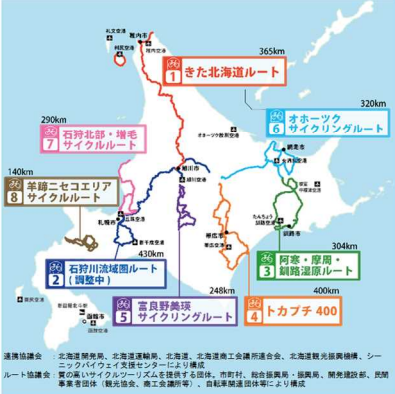 礼文空港
利尻空港
稚内市
稚内空港
365km
1 きた北海道ルート
320km
6 オホーツク
サイクリングルート
290km
7 石狩北部・増毛
サイクルルート
オホーツク紋別空港
網走市
女満別空港
旭川市
旭川空港
140km
8 羊蹄ニセコエリア
サイクルルート
札幌市
丘珠空港
新千歳空港
中標津空港
たんちょう
釧路空港
釧路市
帯広市
帯広空港
430km
2 石狩川流域圏ルート
(調整中)
304km
3 阿寒・摩周・
釧路湿原ルート
248km
5 富良野美瑛
サイクリングルート
400km
4 トカプチ 400
奥尻空港
新函館北斗駅
函館市
函館空港
連携協議会 : 北海道開発局、北海道運輸局、北海道、北海道商工会議所連合会、北海道観光振興機構、シー
ニックバイウェイ支援センターにより構成
ルート協議会 : 質の高いサイクルツーリズムを提供する団体。市町村、総合振興局・振興局、開発建設部、民間
事業者団体(観光協会、商工会議所等)、自転車関連団体等により構成